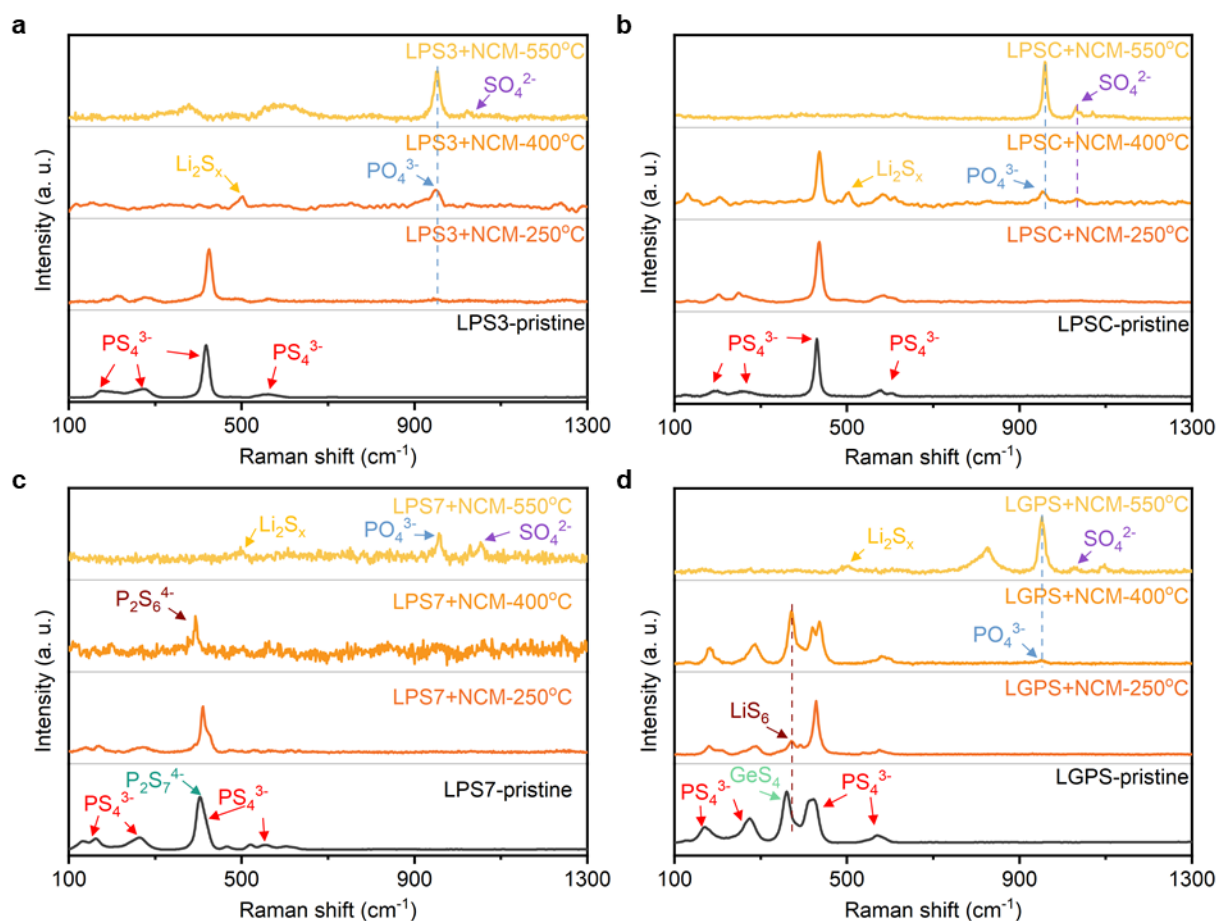 a
LPS3+NCM-550°C
SO₄²⁻
LPS3+NCM-400°C
Li₂Sₓ
PO₄³⁻
LPS3+NCM-250°C
LPS3-pristine
PS₄³⁻
PS₄³⁻
Intensity (a. u.)
100 500 900 1300
Raman shift (cm⁻¹)
b
LPSC+NCM-550°C
SO₄²⁻
LPSC+NCM-400°C
Li₂Sₓ
PO₄³⁻
LPSC+NCM-250°C
LPSC-pristine
PS₄³⁻
PS₄³⁻
Intensity (a. u.)
100 500 900 1300
Raman shift (cm⁻¹)
c
LPS7+NCM-550°C
Li₂Sₓ
PO₄³⁻
SO₄²⁻
LPS7+NCM-400°C
P₂S₆⁴⁻
LPS7+NCM-250°C
P₂S₇⁴⁻
LPS7-pristine
PS₄³⁻
PS₄³⁻
Intensity (a. u.)
100 500 900 1300
Raman shift (cm⁻¹)
d
LGPS+NCM-550°C
Li₂Sₓ
SO₄²⁻
LGPS+NCM-400°C
PO₄³⁻
LGPS+NCM-250°C
LiS₆
GeS₄
LGPS-pristine
PS₄³⁻
PS₄³⁻
Intensity (a. u.)
100 500 900 1300
Raman shift (cm⁻¹)